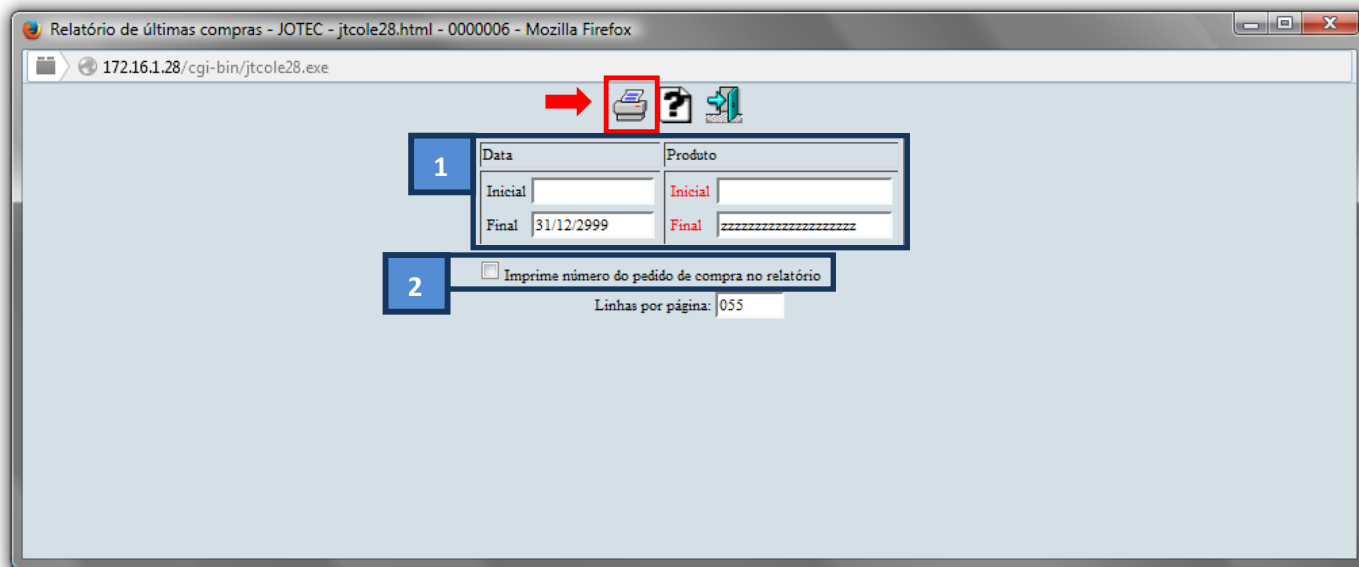 Relatório de últimas compras - JOTEC - jtcole28.html - 0000006 - Mozilla Firefox
172.16.1.28/cgi-bin/jtcole28.exe
1
Data Produto
Inicial Inicial
Final 31/12/2999 Final zzzzzzzzzzzzzzzzzzzz
2
Imprime número do pedido de compra no relatório
Linhas por página: 055